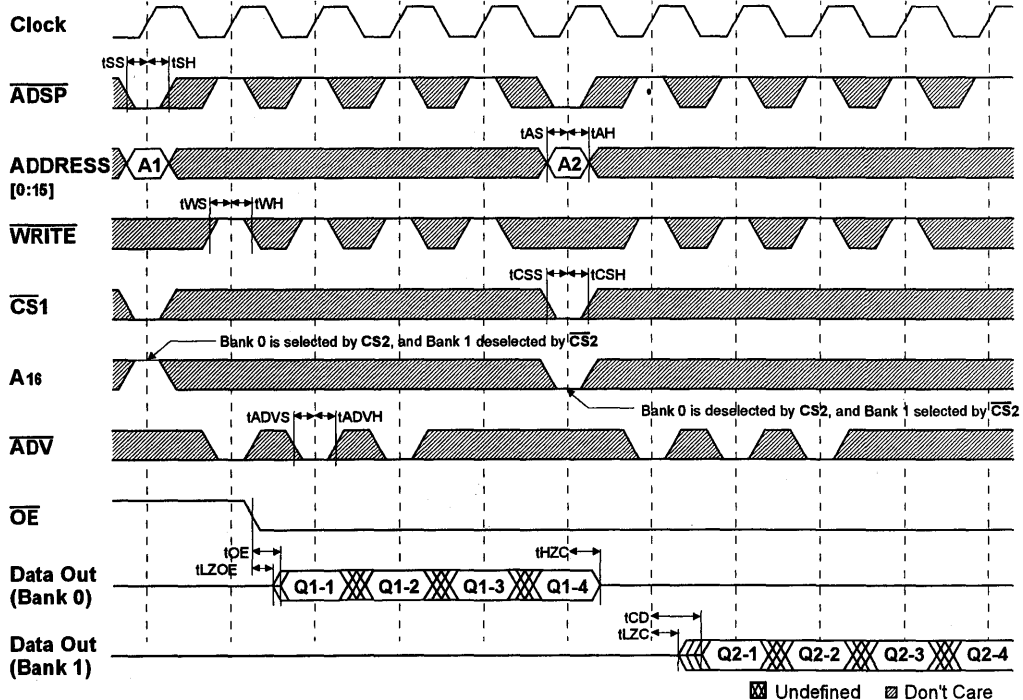 Clock
tSS tSH
ADSP
tAS tAH
ADDRESS A1 A2
[0:15]
tWS tWH
WRITE
tCSS tCSH
CS1
Bank 0 is selected by CS2, and Bank 1 deselected by CS2
A16
Bank 0 is deselected by CS2, and Bank 1 selected by CS2
tADVS tADVH
ADV
OE
tOE tHZC
tLZOE
Data Out Q1-1 Q1-2 Q1-3 Q1-4
(Bank 0)
tCD
tLZC
Data Out Q2-1 Q2-2 Q2-3 Q2-4
(Bank 1)
Undefined Don't Care